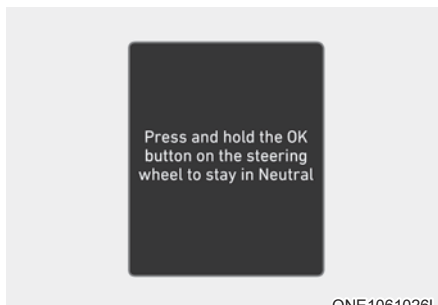 Press and hold the OK
button on the steering
wheel to stay in Neutral